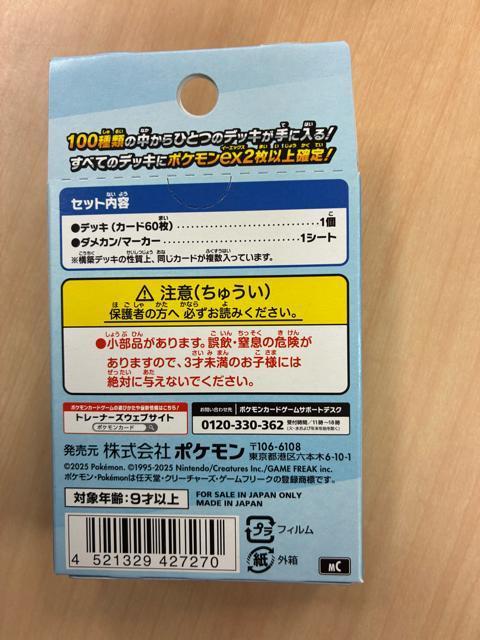 100種類の中からひとつのデッキが手に入る!
すべてのデッキにポケモンex2枚以上確定!
セット内容
●デッキ(カード60枚)……………………1個
●ダメカン/マーカー……………………1シート
※構築デッキの性質上、同じカードが複数入っています。
注意(ちゅうい)
保護者の方へ 必ずお読みください。
●小部品があります。誤飲・窒息の危険が
ありますので、3才未満のお子様には
絶対に与えないでください。
ポケモンカードゲームの遊びかたや最新情報はこちら!
トレーナーズウェブサイト
ポケモンカード
お問い合わせ先 ポケモンカードゲームサポートデスク
0120-330-362 受付時間/11時~18時
発売元 株式会社ポケモン 〒106-6108
東京都港区六本木6-10-1
©2025 Pokémon. ©1995-2025 Nintendo/Creatures Inc./GAME FREAK inc.
ポケモン・Pokémonは任天堂・クリーチャーズ・ゲームフリークの登録商標です。
対象年齢:9才以上
FOR SALE IN JAPAN ONLY
MADE IN JAPAN
4 521329 427270
プラ フィルム
紙 外箱
MC